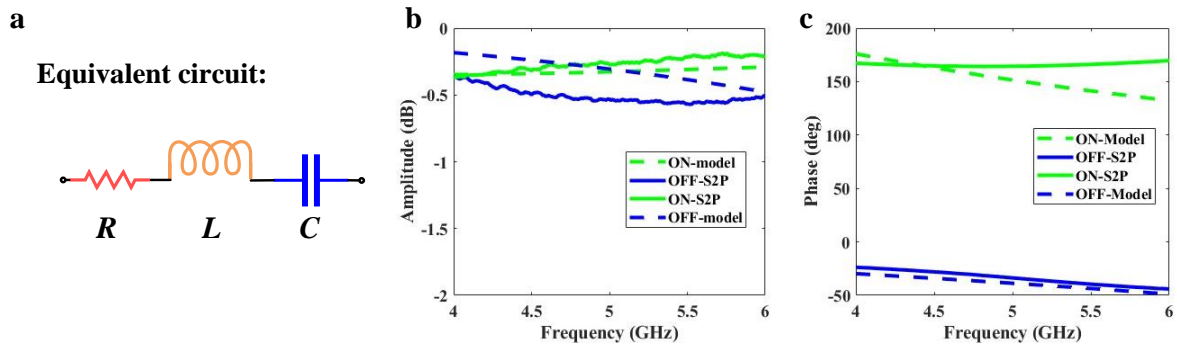 a
Equivalent circuit:
R L C
b
Amplitude (dB)
0
-0.5
-1
-1.5
-2
4 4.5 5 5.5 6
Frequency (GHz)
ON-model
OFF-S2P
ON-S2P
OFF-model
c
Phase (deg)
200
150
100
50
0
-50
4 4.5 5 5.5 6
Frequency (GHz)
ON-Model
OFF-S2P
ON-S2P
OFF-Model